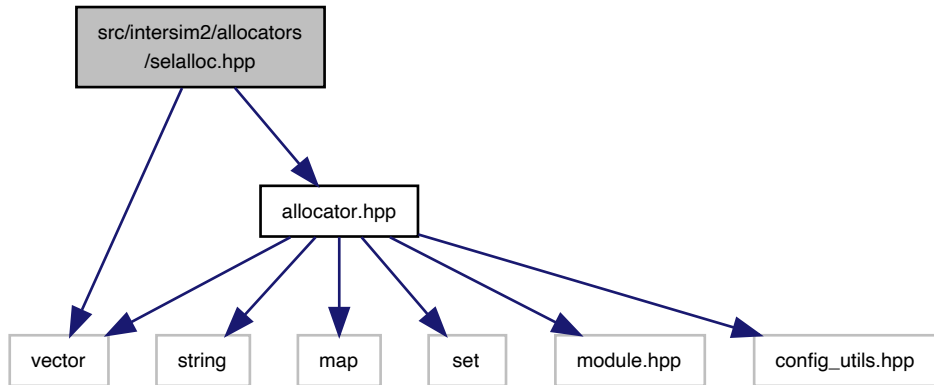 src/intersim2/allocators
/selalloc.hpp
allocator.hpp
vector
string
map
set
module.hpp
config_utils.hpp